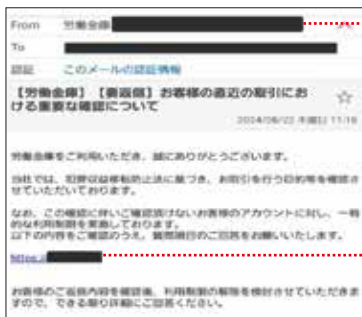 From 労働金庫
To
認証 このメールの認証情報
【労働金庫】【要返信】お客様の直近の取引にお
ける重要な確認について
2024/06/22 11:16
労働金庫をご利用いただき、誠にありがとうございます。
当社では、犯罪収益移転防止法に基づき、お取引を行う目的等を確認さ
せていただいております。
なお、この確認に伴いご確認頂けないお客様のアカウントに対し、一時
的な利用制限を実施しております。
以下の内容をご確認のうえ、質問項目のご回答をお願いいたします。
https://
お客様のご返信内容を確認後、利用制限の解除を検討させていただきま
すので、できる限り詳細にご回答ください。